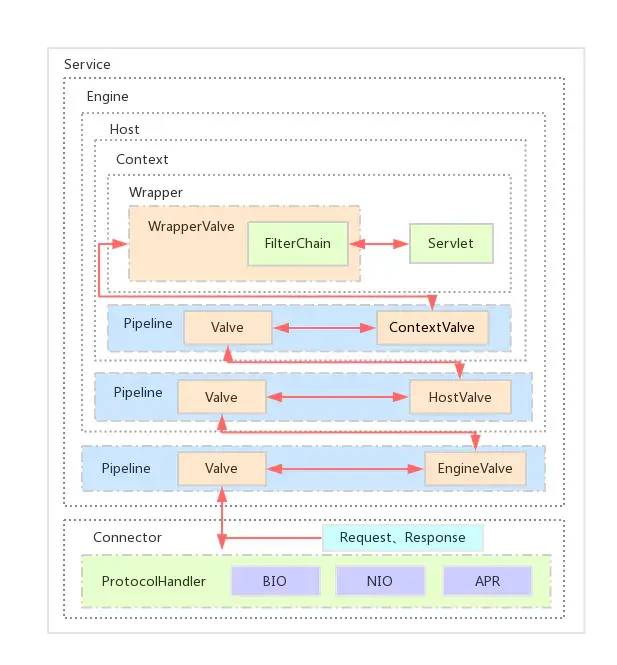 Service
Engine
Host
Context
Wrapper
WrapperValve
FilterChain
Servlet
Pipeline
Valve
ContextValve
Pipeline
Valve
HostValve
Pipeline
Valve
EngineValve
Connector
Request、Response
ProtocolHandler
BIO
NIO
APR